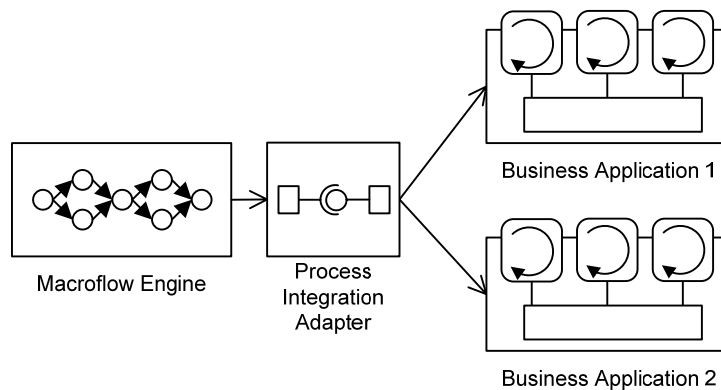 Business Application 1
Macroflow Engine
Process
Integration
Adapter
Business Application 2